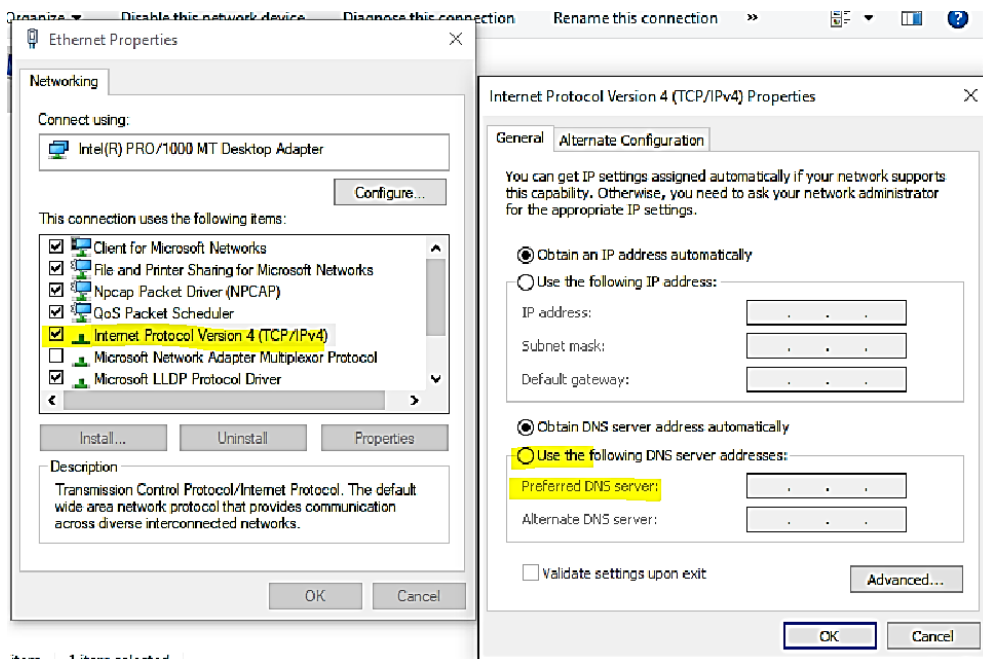 Organize Disable this network device Diagnose this connection Rename this connection »
Ethernet Properties
Networking
Connect using:
Intel(R) PRO/1000 MT Desktop Adapter
Configure...
This connection uses the following items:
Client for Microsoft Networks
File and Printer Sharing for Microsoft Networks
Npcap Packet Driver (NPCAP)
QoS Packet Scheduler
Internet Protocol Version 4 (TCP/IPv4)
Microsoft Network Adapter Multiplexor Protocol
Microsoft LLDP Protocol Driver
Install... Uninstall Properties
Description
Transmission Control Protocol/Internet Protocol. The default
wide area network protocol that provides communication
across diverse interconnected networks.
OK Cancel
Internet Protocol Version 4 (TCP/IPv4) Properties
General Alternate Configuration
You can get IP settings assigned automatically if your network supports
this capability. Otherwise, you need to ask your network administrator
for the appropriate IP settings.
Obtain an IP address automatically
Use the following IP address:
IP address: . . .
Subnet mask: . . .
Default gateway: . . .
Obtain DNS server address automatically
Use the following DNS server addresses:
Preferred DNS server: . . .
Alternate DNS server: . . .
Validate settings upon exit
Advanced...
OK Cancel
1 item selected